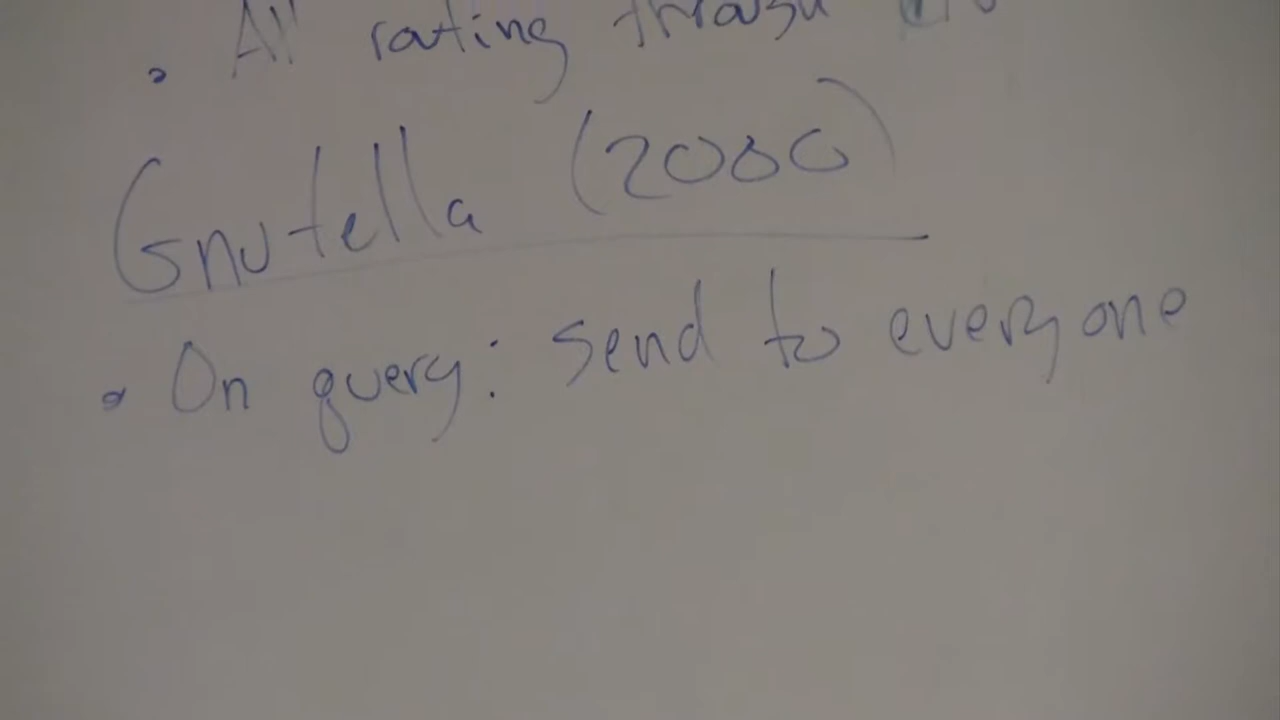 • All routing through
Gnutella (2000)
• On query: send to everyone